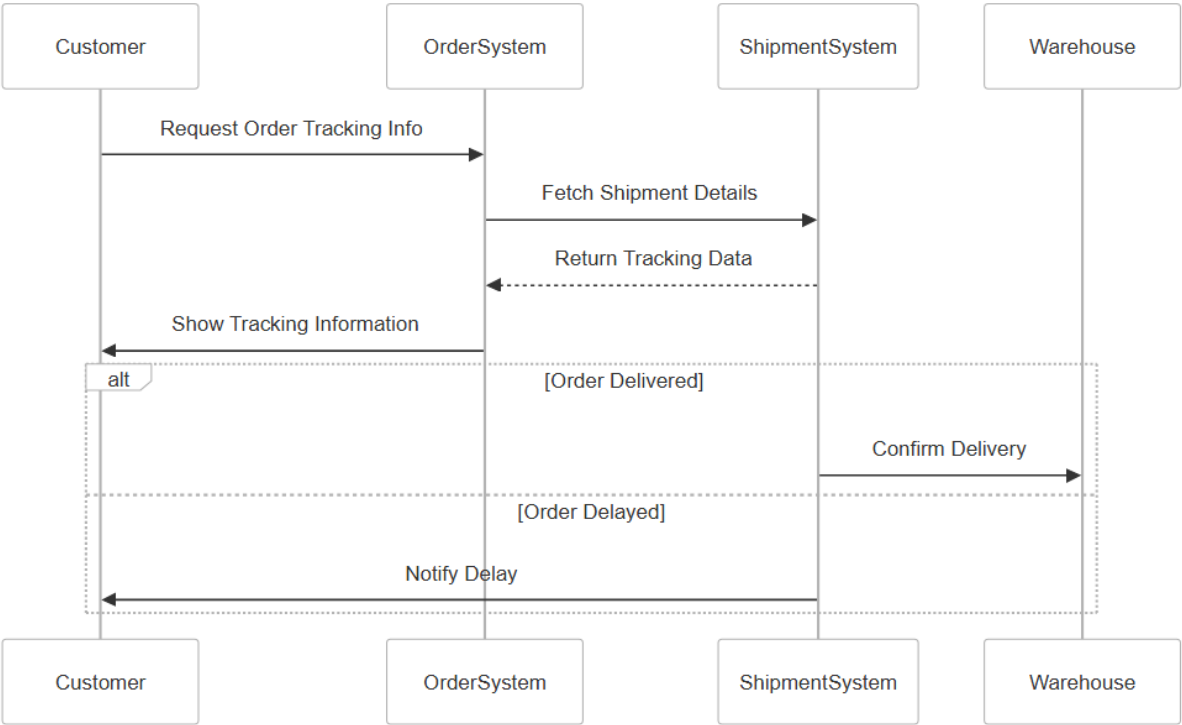 Customer
OrderSystem
ShipmentSystem
Warehouse
Request Order Tracking Info
Fetch Shipment Details
Return Tracking Data
Show Tracking Information
alt
[Order Delivered]
Confirm Delivery
[Order Delayed]
Notify Delay
Customer
OrderSystem
ShipmentSystem
Warehouse